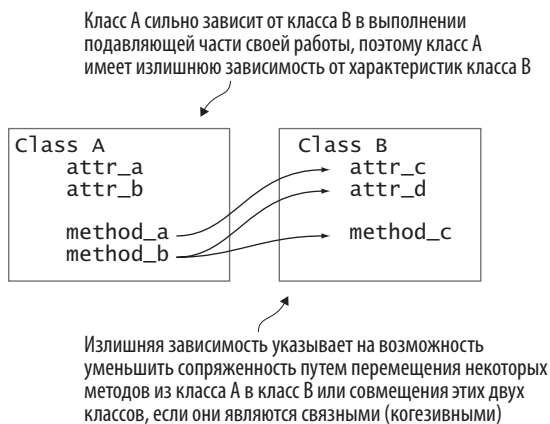 Класс A сильно зависит от класса B в выполнении
подавляющей части своей работы, поэтому класс A
имеет излишнюю зависимость от характеристик класса B
Class A
attr_a
attr_b
method_a
method_b
Class B
attr_c
attr_d
method_c
Излишняя зависимость указывает на возможность
уменьшить сопряженность путем перемещения некоторых
методов из класса A в класс B или совмещения этих двух
классов, если они являются связными (когезивными)